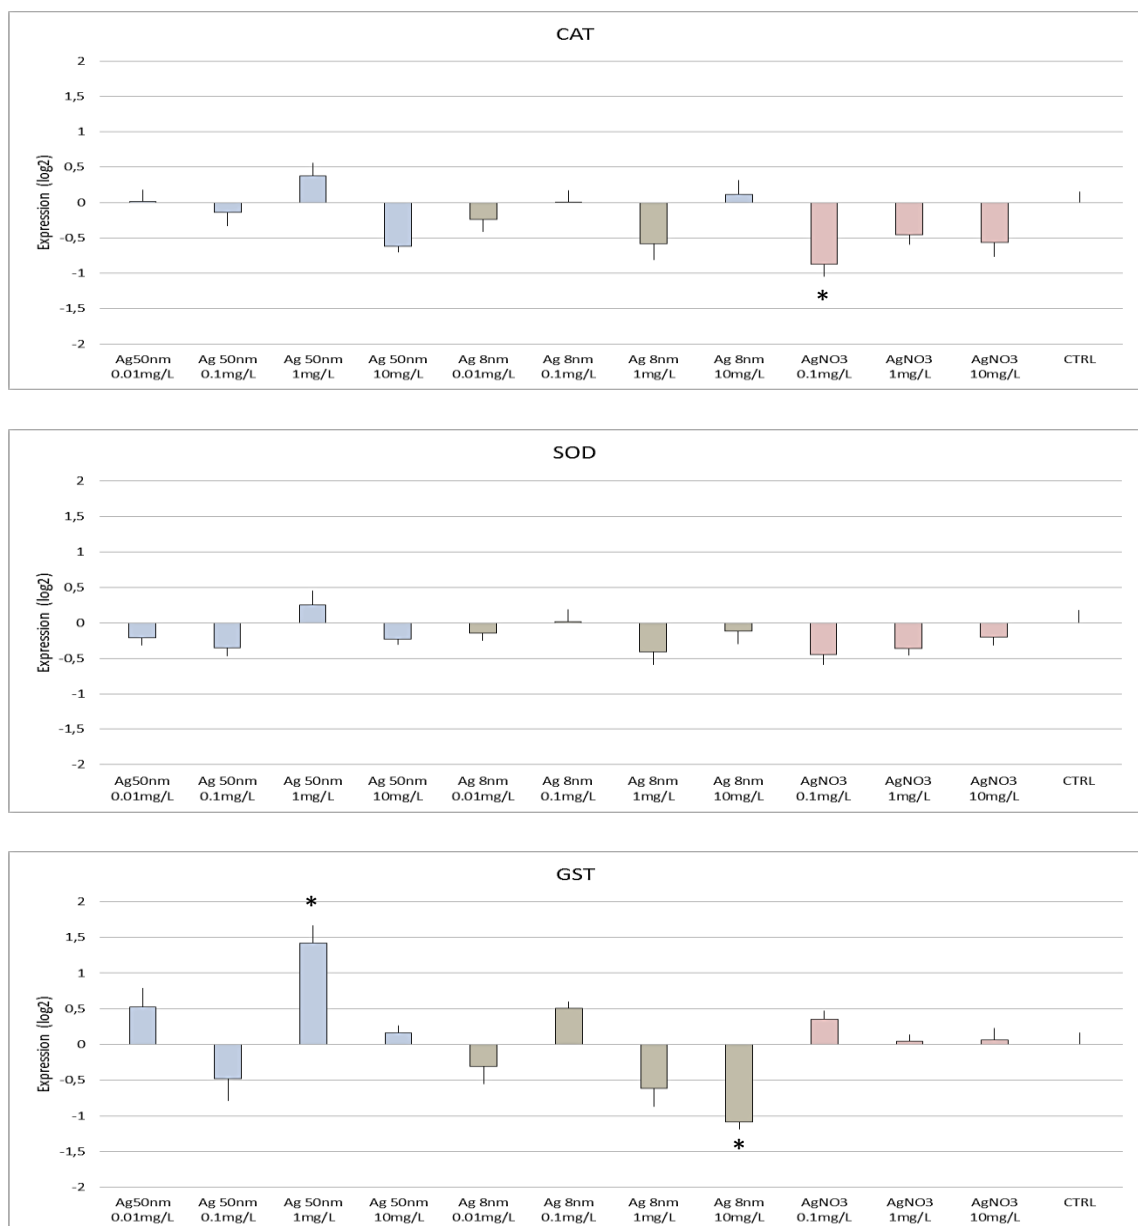 CAT
Expression (log2)
2
1,5
1
0,5
0
-0,5
-1
-1,5
-2
*
Ag50nm Ag 50nm Ag 50nm Ag 50nm Ag 8nm Ag 8nm Ag 8nm Ag 8nm AgNO3 AgNO3 AgNO3 CTRL
0.01mg/L 0.1mg/L 1mg/L 10mg/L 0.01mg/L 0.1mg/L 1mg/L 10mg/L 0.1mg/L 1mg/L 10mg/L
SOD
Expression (log2)
2
1,5
1
0,5
0
-0,5
-1
-1,5
-2
Ag50nm Ag 50nm Ag 50nm Ag 50nm Ag 8nm Ag 8nm Ag 8nm Ag 8nm AgNO3 AgNO3 AgNO3 CTRL
0.01mg/L 0.1mg/L 1mg/L 10mg/L 0.01mg/L 0.1mg/L 1mg/L 10mg/L 0.1mg/L 1mg/L 10mg/L
GST
Expression (log2)
2
1,5
1
0,5
0
-0,5
-1
-1,5
-2
*
*
Ag50nm Ag 50nm Ag 50nm Ag 50nm Ag 8nm Ag 8nm Ag 8nm Ag 8nm AgNO3 AgNO3 AgNO3 CTRL
0.01mg/L 0.1mg/L 1mg/L 10mg/L 0.01mg/L 0.1mg/L 1mg/L 10mg/L 0.1mg/L 1mg/L 10mg/L